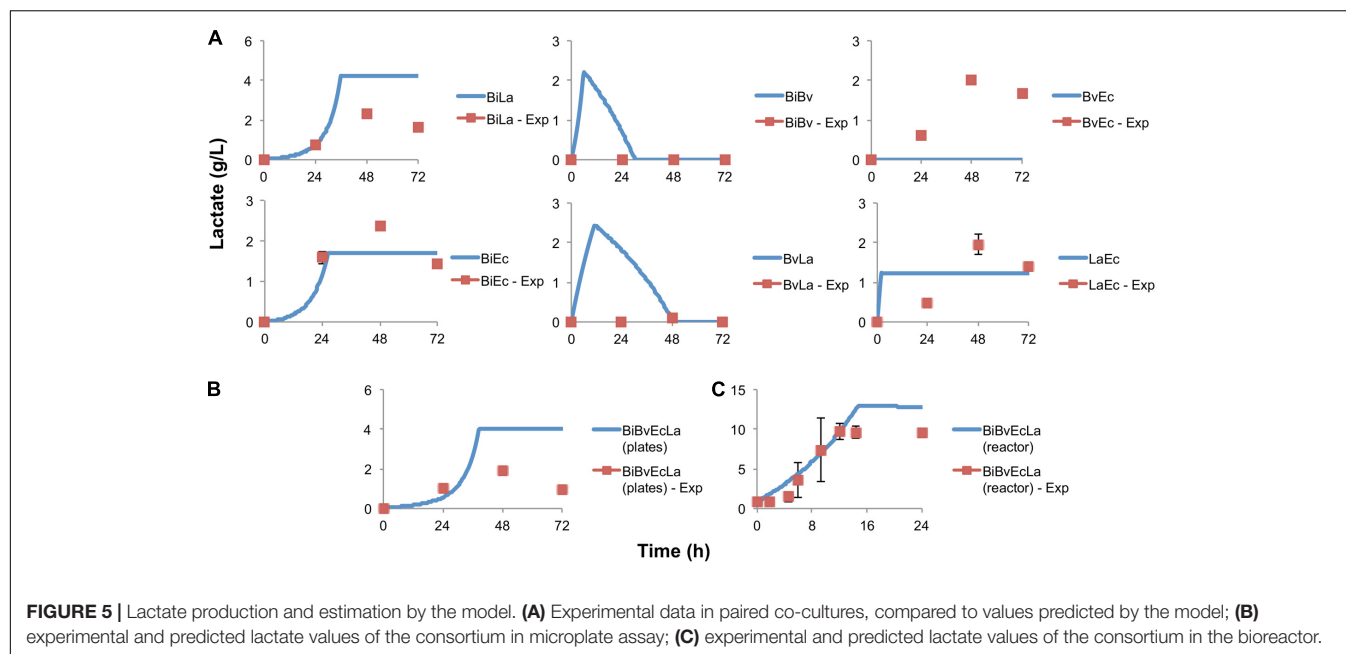 A
Lactate (g/L)
6
4
2
0
0 24 48 72
BiLa
BiLa - Exp
3
2
1
0
0 24 48 72
BiBv
BiBv - Exp
3
2
1
0
0 24 48 72
BvEc
BvEc - Exp
3
2
1
0
0 24 48 72
BiEc
BiEc - Exp
3
2
1
0
0 24 48 72
BvLa
BvLa - Exp
3
2
1
0
0 24 48 72
LaEc
LaEc - Exp
B
6
4
2
0
0 24 48 72
BiBvEcLa
(plates)
BiBvEcLa
(plates) - Exp
C
15
10
5
0
0 8 16 24
BiBvEcLa
(reactor)
BiBvEcLa
(reactor) - Exp
Time (h)
FIGURE 5 | Lactate production and estimation by the model. (A) Experimental data in paired co-cultures, compared to values predicted by the model; (B)
experimental and predicted lactate values of the consortium in microplate assay; (C) experimental and predicted lactate values of the consortium in the bioreactor.